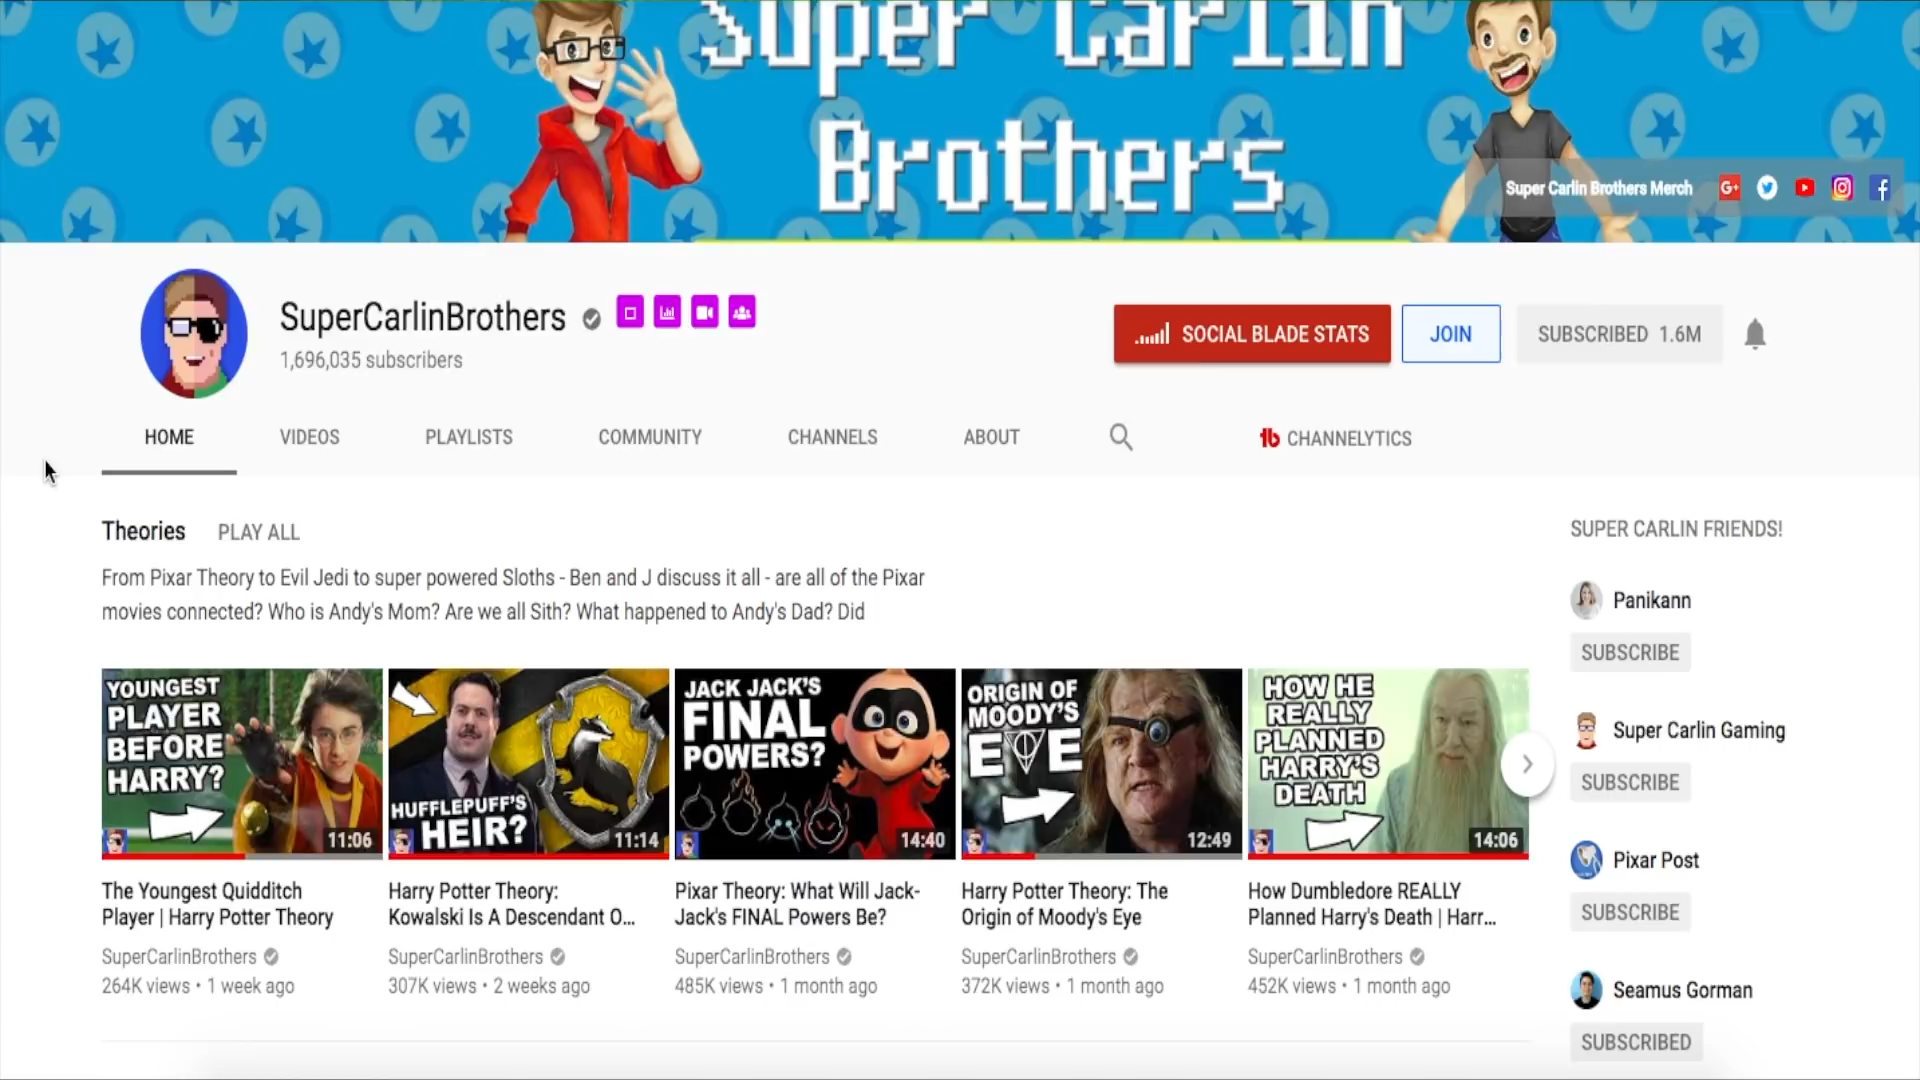 Super Carlin
Brothers
Super Carlin Brothers Merch
SuperCarlinBrothers
1,696,035 subscribers
SOCIAL BLADE STATS
JOIN
SUBSCRIBED 1.6M
HOME
VIDEOS
PLAYLISTS
COMMUNITY
CHANNELS
ABOUT
CHANNELYTICS
Theories PLAY ALL
From Pixar Theory to Evil Jedi to super powered Sloths - Ben and J discuss it all - are all of the Pixar
movies connected? Who is Andy's Mom? Are we all Sith? What happened to Andy's Dad? Did
YOUNGEST
PLAYER
BEFORE
HARRY?
11:06
The Youngest Quidditch
Player | Harry Potter Theory
SuperCarlinBrothers
264K views • 1 week ago
HUFFLEPUFF'S
HEIR?
11:14
Harry Potter Theory:
Kowalski Is A Descendant O...
SuperCarlinBrothers
307K views • 2 weeks ago
JACK JACK'S
FINAL
POWERS?
14:40
Pixar Theory: What Will Jack-
Jack's FINAL Powers Be?
SuperCarlinBrothers
485K views • 1 month ago
ORIGIN OF
MOODY'S
EYE
12:49
Harry Potter Theory: The
Origin of Moody's Eye
SuperCarlinBrothers
372K views • 1 month ago
HOW HE
REALLY
PLANNED
HARRY'S
DEATH
14:06
How Dumbledore REALLY
Planned Harry's Death | Harr...
SuperCarlinBrothers
452K views • 1 month ago
SUPER CARLIN FRIENDS!
Panikann
SUBSCRIBE
Super Carlin Gaming
SUBSCRIBE
Pixar Post
SUBSCRIBE
Seamus Gorman
SUBSCRIBED